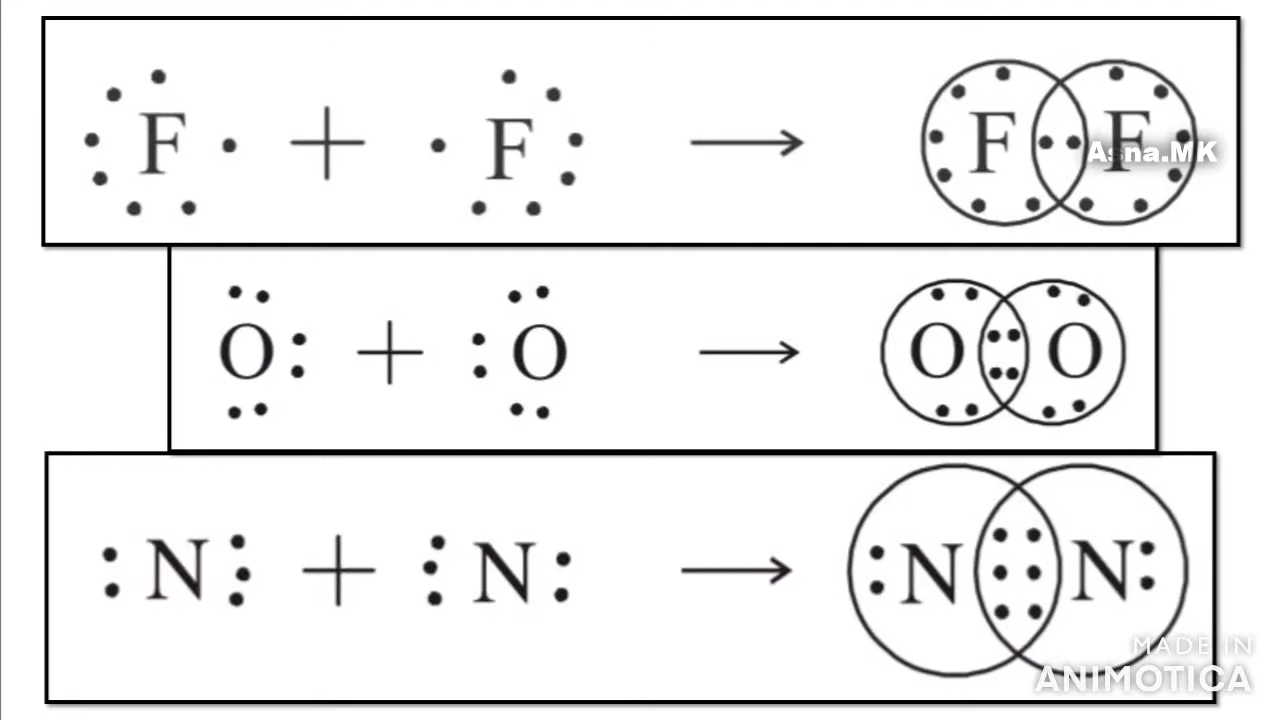 F + F → F F
Asna.MK
O + O → O O
N + N → N N
MADE IN
ANIMOTICA